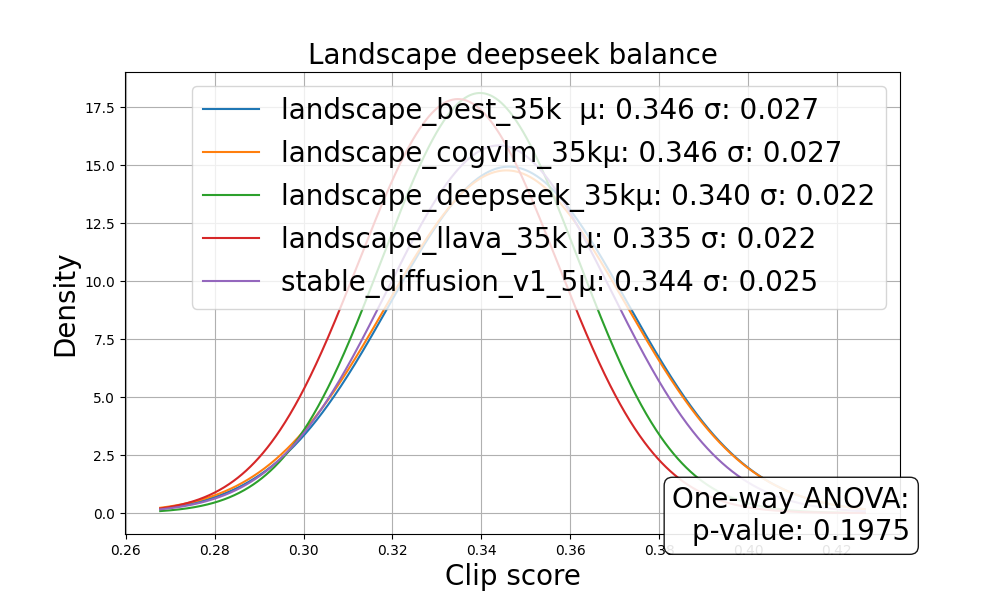 Landscape deepseek balance
landscape_best_35k  μ: 0.346 σ: 0.027
landscape_cogvlm_35kμ: 0.346 σ: 0.027
landscape_deepseek_35kμ: 0.340 σ: 0.022
landscape_llava_35k μ: 0.335 σ: 0.022
stable_diffusion_v1_5μ: 0.344 σ: 0.025
Density
17.5
15.0
12.5
10.0
7.5
5.0
2.5
0.0
One-way ANOVA:
p-value: 0.1975
0.26 0.28 0.30 0.32 0.34 0.36 0.38 0.40 0.42
Clip score